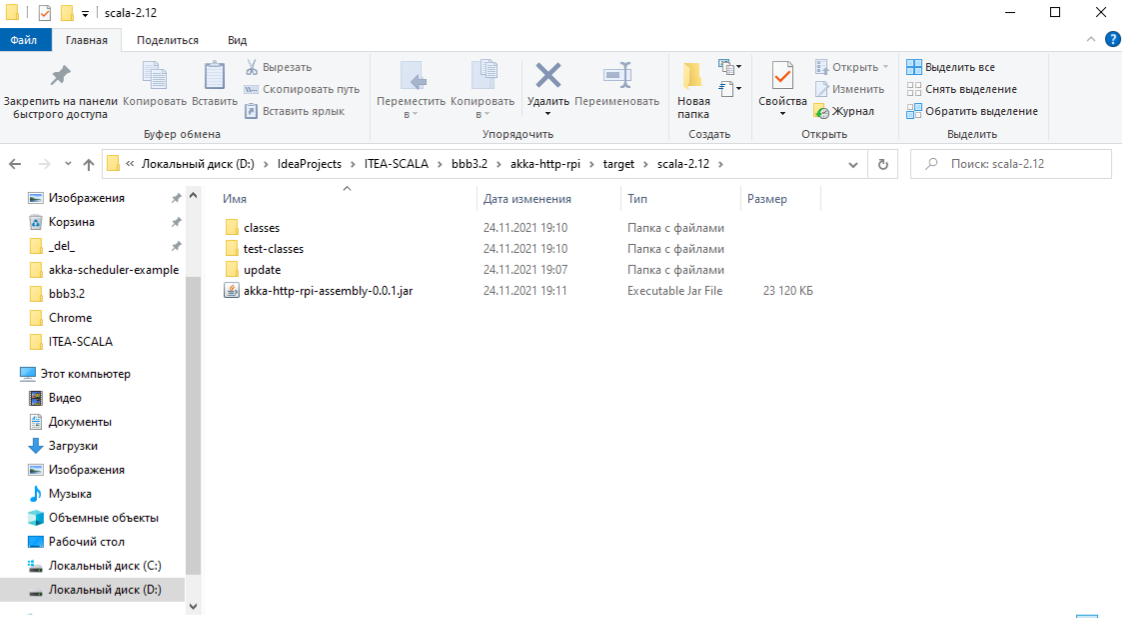 scala-2.12
Файл Главная Поделиться Вид
Закрепить на панели быстрого доступа
Копировать
Вставить
Вырезать
Скопировать путь
Вставить ярлык
Буфер обмена
Переместить в
Копировать в
Удалить
Переименовать
Упорядочить
Новая папка
Создать
Свойства
Открыть
Изменить
Журнал
Открыть
Выделить все
Снять выделение
Обратить выделение
Выделить
« Локальный диск (D:) › IdeaProjects › ITEA-SCALA › bbb3.2 › akka-http-rpi › target › scala-2.12 ›
Поиск: scala-2.12
Изображения
Корзина
_del_
akka-scheduler-example
bbb3.2
Chrome
ITEA-SCALA
Этот компьютер
Видео
Документы
Загрузки
Изображения
Музыка
Объемные объекты
Рабочий стол
Локальный диск (C:)
Локальный диск (D:)
Имя Дата изменения Тип Размер
classes 24.11.2021 19:10 Папка с файлами
test-classes 24.11.2021 19:10 Папка с файлами
update 24.11.2021 19:07 Папка с файлами
akka-http-rpi-assembly-0.0.1.jar 24.11.2021 19:11 Executable Jar File 23 120 КБ